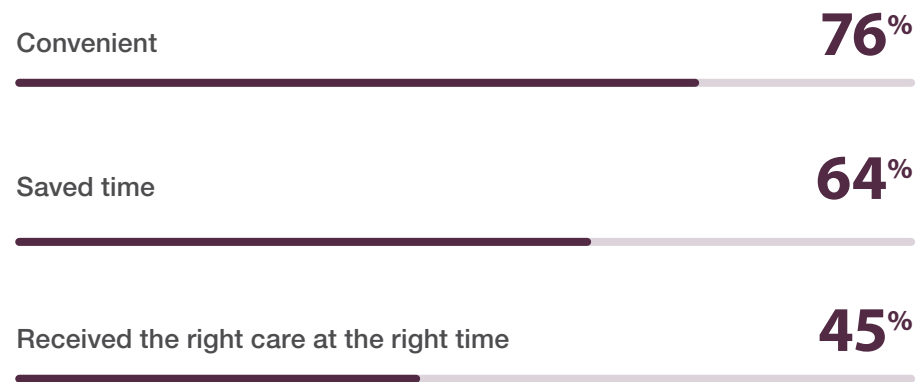 Convenient 76%
Saved time 64%
Received the right care at the right time 45%